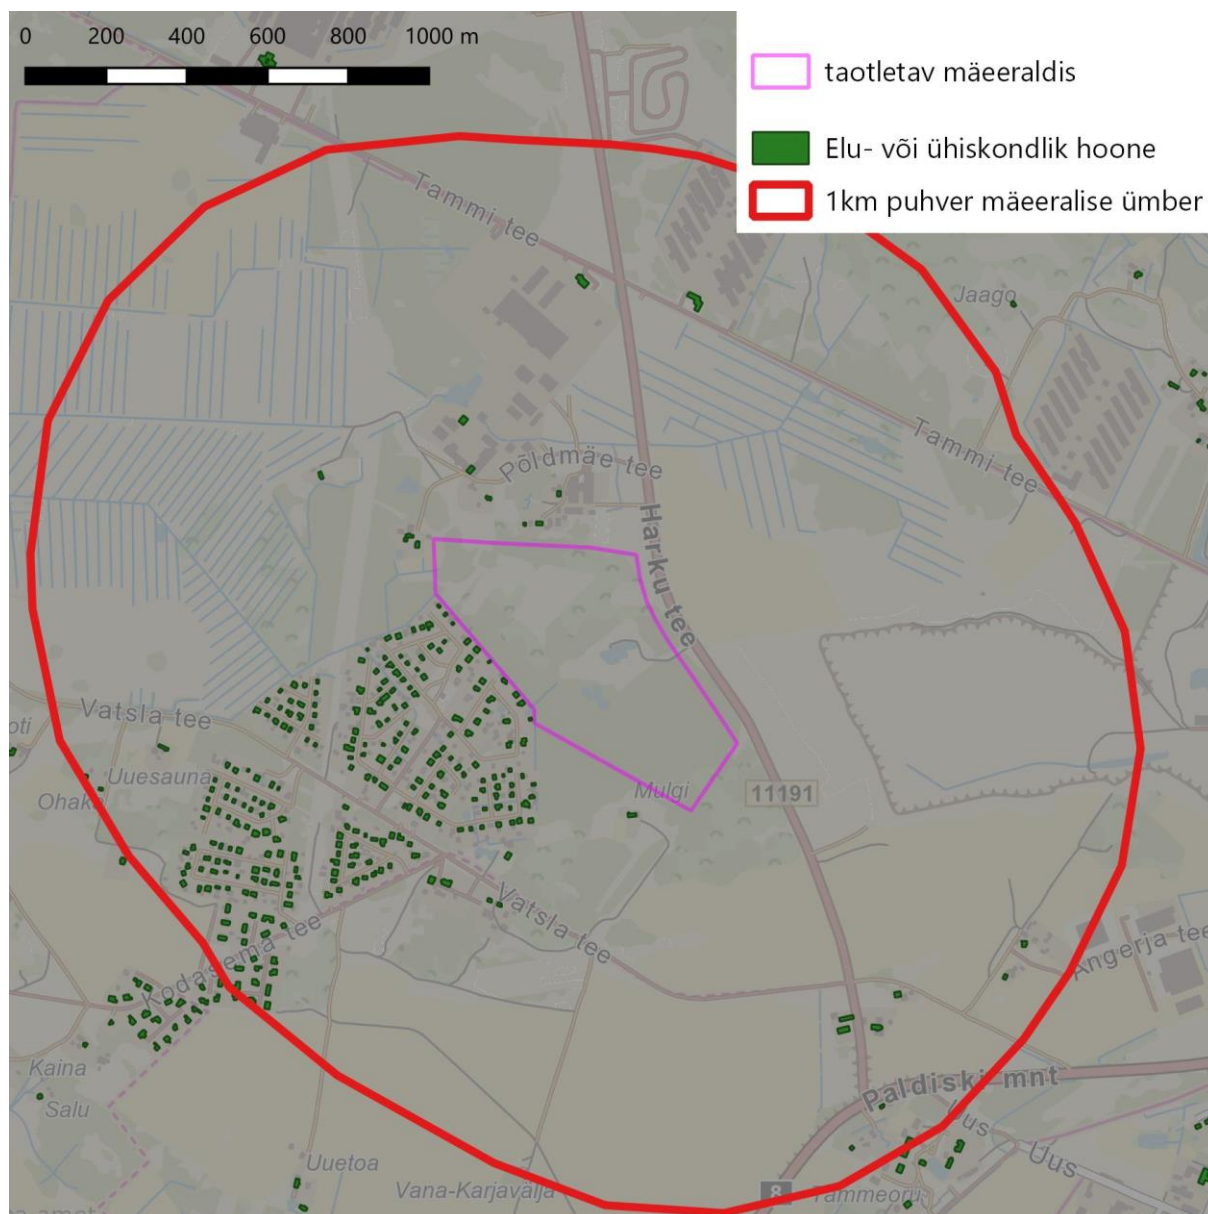 0 200 400 600 800 1000 m
taotletav mäeeraldis
Elu- või ühiskondlik hoone
1km puhver mäeeralise ümber
Tammi tee
Jaago
Tammi tee
Põldmäe tee
Harku tee
Vatsla tee
oti
Uuesauna
Ohaka
Mulgi
11191
Vatsla tee
Kodasema tee
Angerja tee
Kaina
Salu
Paldiski mnt
Uus
Uus
Uuetoa
Vana-Karjavälja
8
Tammeoru